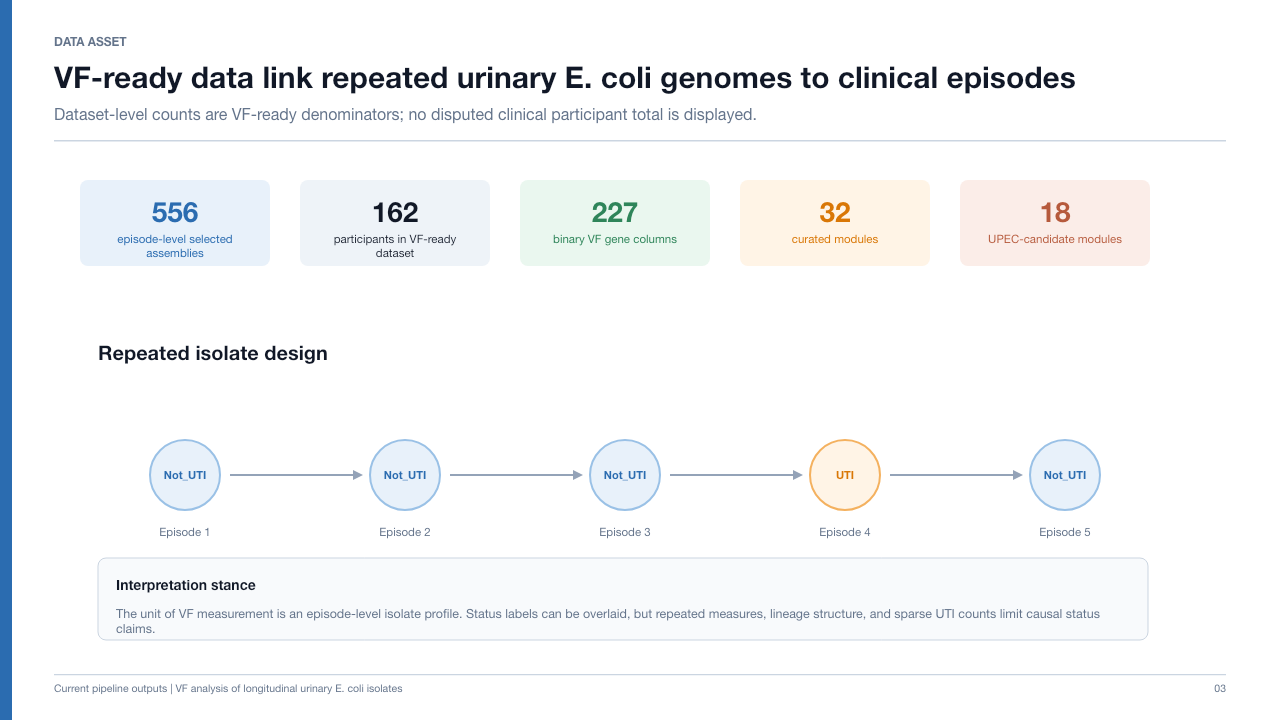 DATA ASSET
VF-ready data link repeated urinary E. coli genomes to clinical episodes
Dataset-level counts are VF-ready denominators; no disputed clinical participant total is displayed.
556
episode-level selected
assemblies
162
participants in VF-ready
dataset
227
binary VF gene columns
32
curated modules
18
UPEC-candidate modules
Repeated isolate design
Not_UTI
Not_UTI
Not_UTI
UTI
Not_UTI
Episode 1
Episode 2
Episode 3
Episode 4
Episode 5
Interpretation stance
The unit of VF measurement is an episode-level isolate profile. Status labels can be overlaid, but repeated measures, lineage structure, and sparse UTI counts limit causal status
claims.
Current pipeline outputs | VF analysis of longitudinal urinary E. coli isolates
03